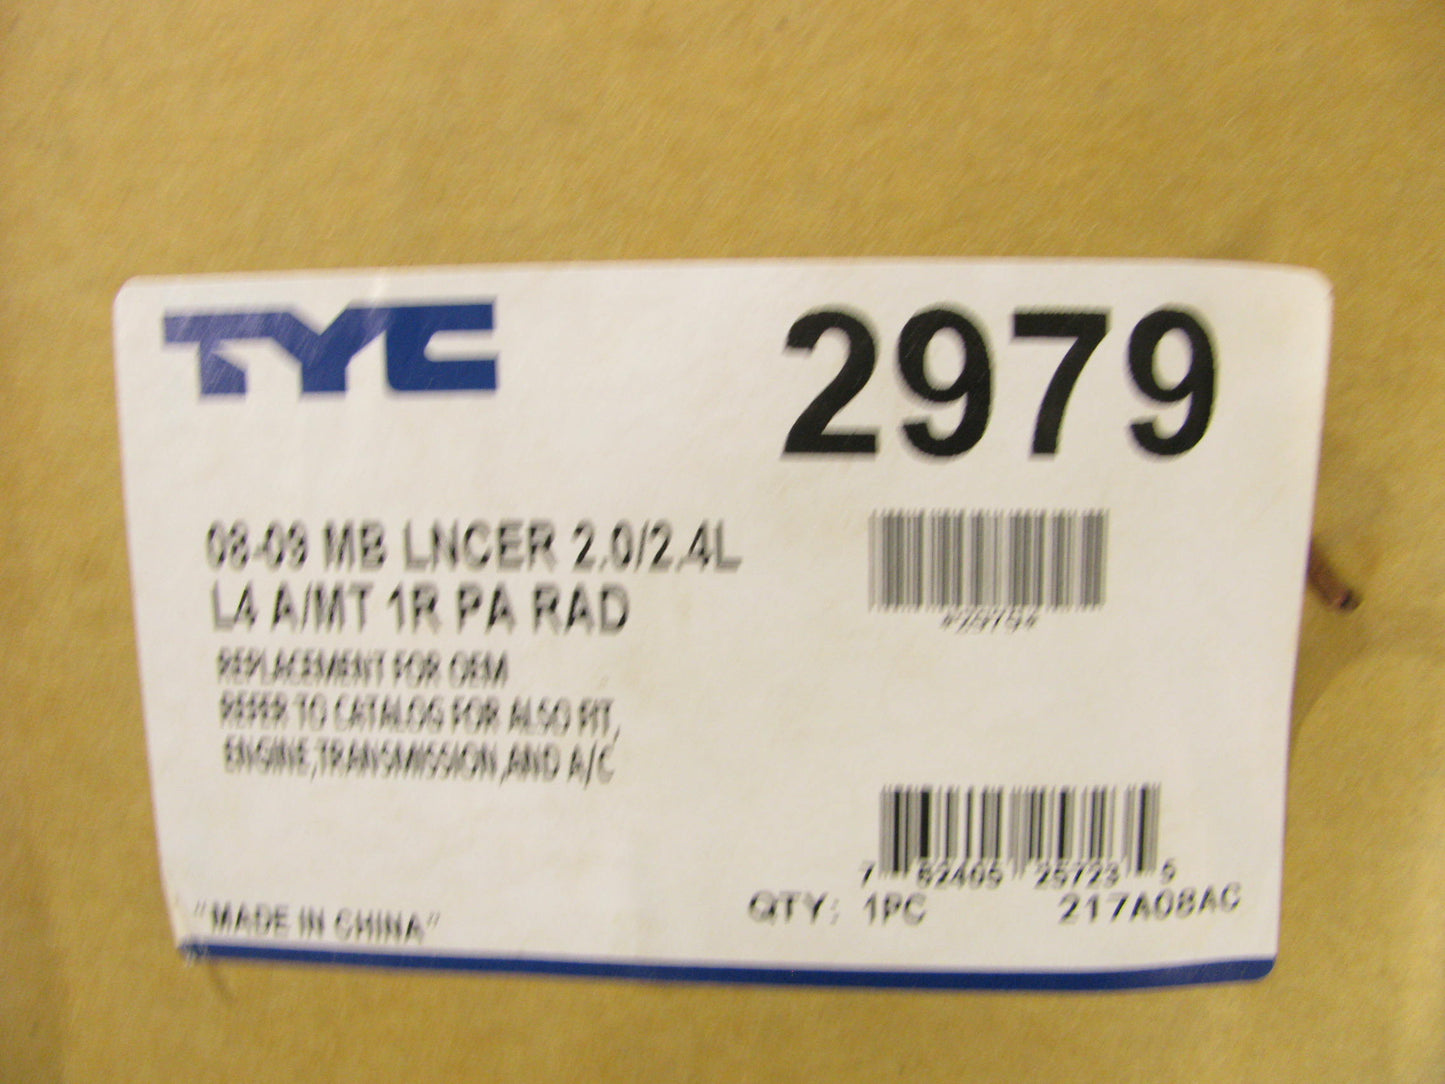 TYC
2979
08-09 MB LNCER 2.0/2.4L
L4 A/MT 1R PA RAD
*2979*
REPLACEMENT FOR OEM
REFER TO CATALOG FOR ALSO FIT,
ENGINE,TRANSMISSION,AND A/C
7 62405 25723 5
QTY: 1PC
217A08AC
"MADE IN CHINA"